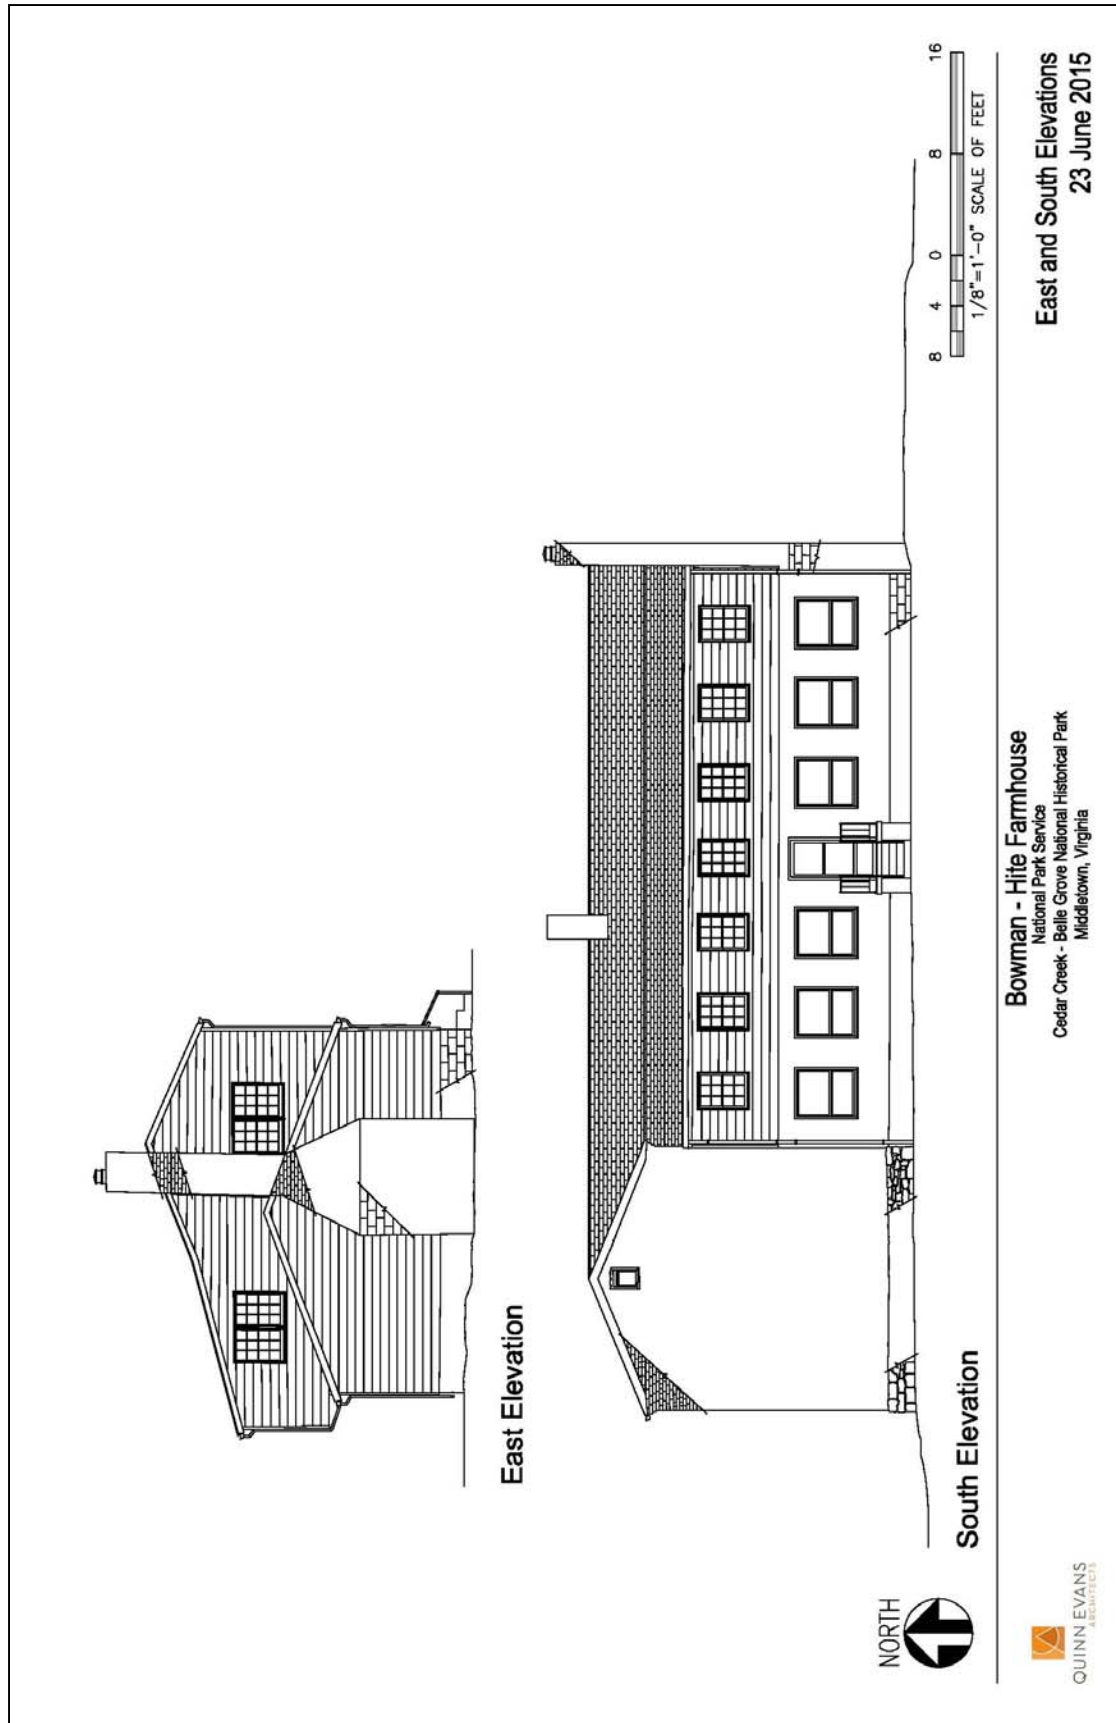 East Elevation
South Elevation
NORTH
8 4 0 8 16
1/8"=1'-0" SCALE OF FEET
QUINN EVANS
ARCHITECTS
Bowman - Hite Farmhouse
National Park Service
Cedar Creek - Belle Grove National Historical Park
Middletown, Virginia
East and South Elevations
23 June 2015